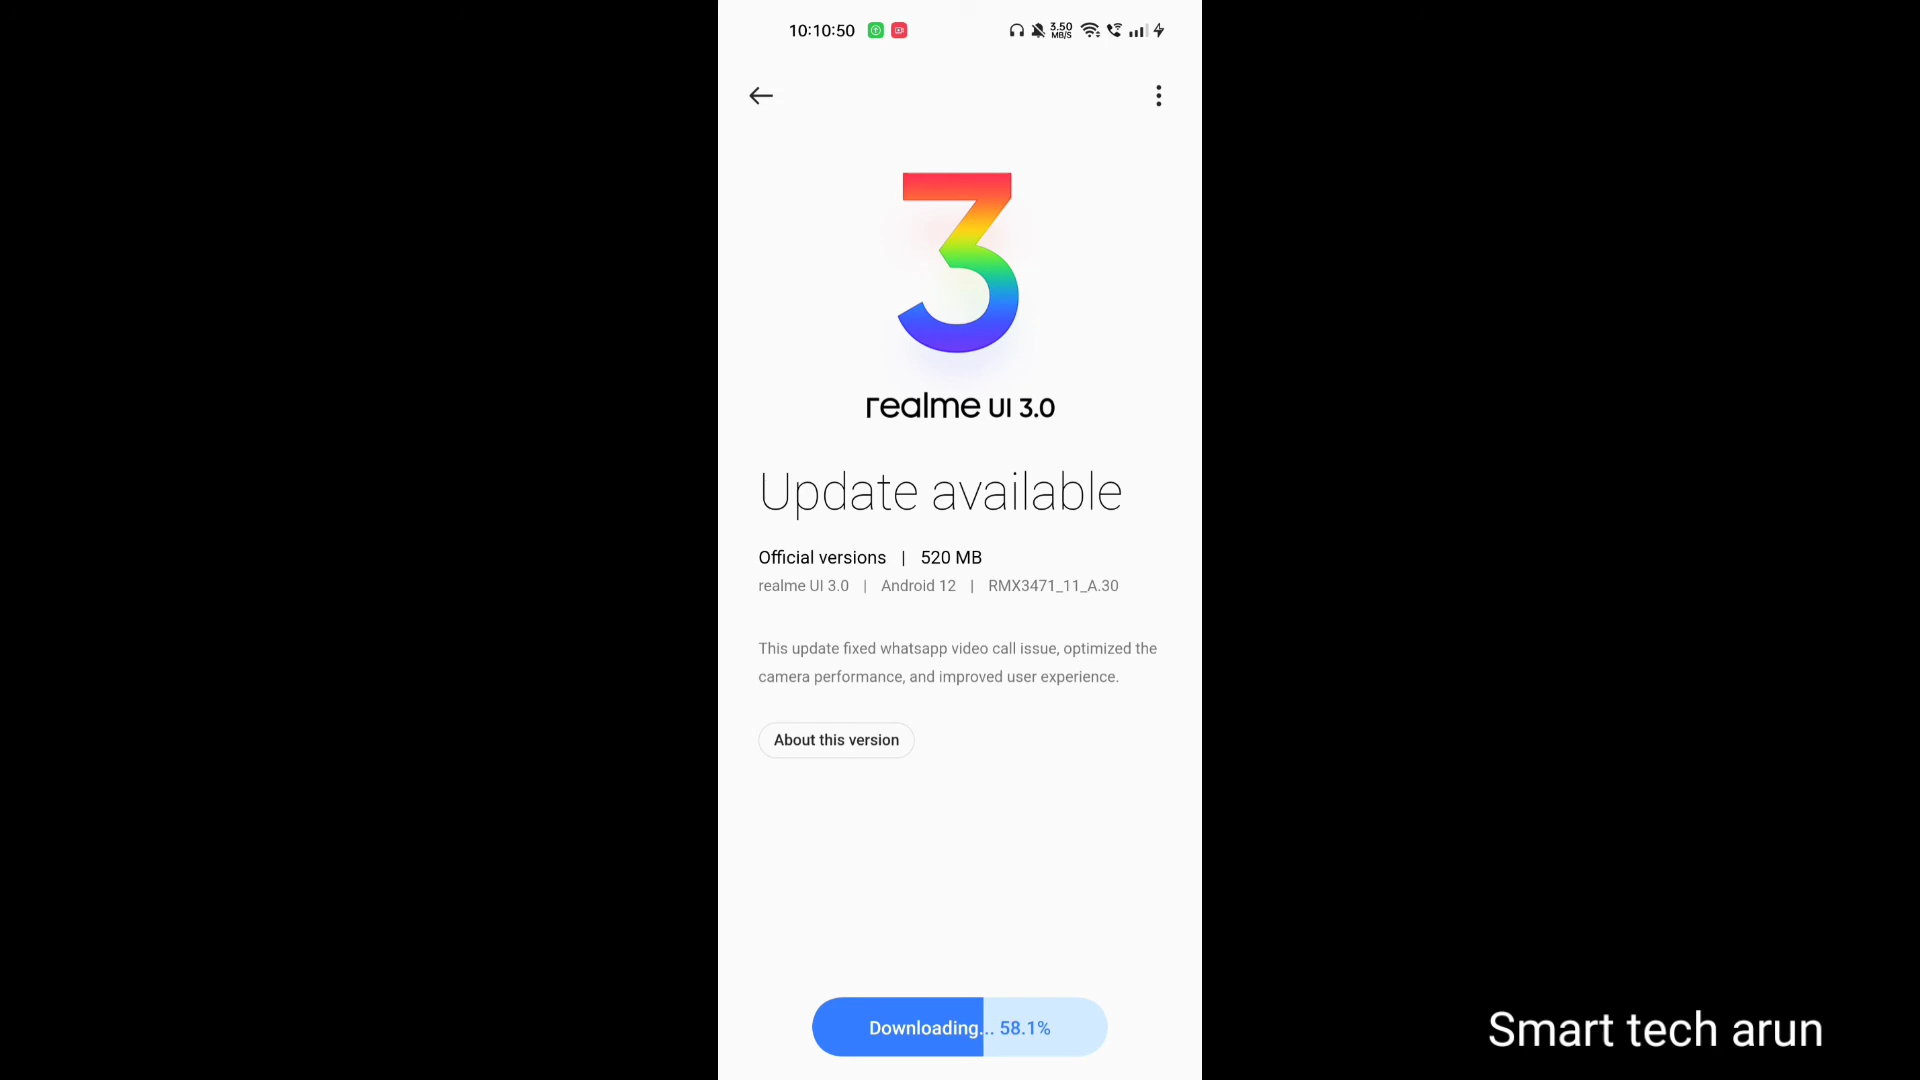 10:10:50
3.50
MB/S
3
realme UI 3.0
Update available
Official versions | 520 MB
realme UI 3.0 | Android 12 | RMX3471_11_A.30
This update fixed whatsapp video call issue, optimized the
camera performance, and improved user experience.
About this version
Downloading... 58.1%
Smart tech arun